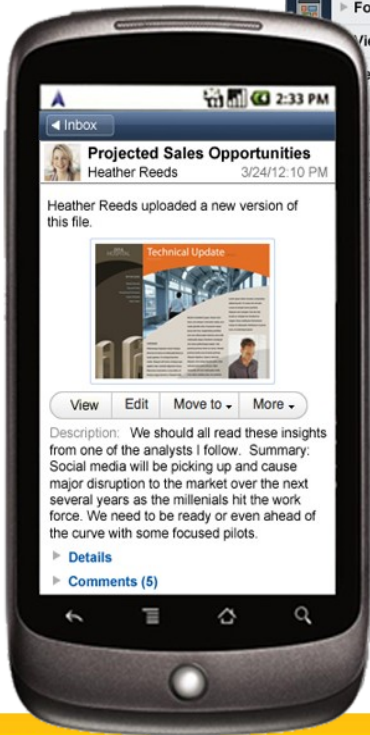 Fo
2:33 PM
Inbox
Projected Sales Opportunities
Heather Reeds 3/24/12:10 PM
Heather Reeds uploaded a new version of
this file.
Technical Update
View Edit Move to More
Description: We should all read these insights
from one of the analysts I follow. Summary:
Social media will be picking up and cause
major disruption to the market over the next
several years as the millenials hit the work
force. We need to be ready or even ahead of
the curve with some focused pilots.
Details
Comments (5)